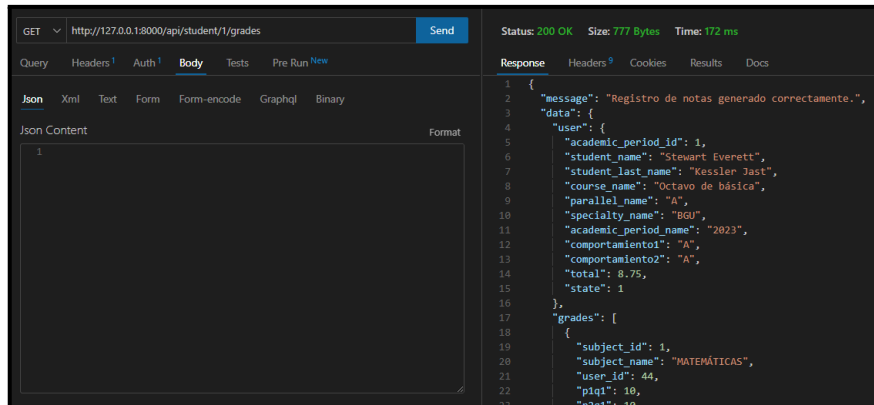 GET http://127.0.0.1:8000/api/student/1/grades Send
Query Headers 1 Auth 1 Body Tests Pre Run New
Json Xml Text Form Form-encode Graphql Binary
Json Content Format
1
Status: 200 OK Size: 777 Bytes Time: 172 ms
Response Headers 9 Cookies Results Docs
1 {
2 "message": "Registro de notas generado correctamente.",
3 "data": {
4 "user": {
5 "academic_period_id": 1,
6 "student_name": "Stewart Everett",
7 "student_last_name": "Kessler Jast",
8 "course_name": "Octavo de básica",
9 "parallel_name": "A",
10 "specialty_name": "BGU",
11 "academic_period_name": "2023",
12 "comportamiento1": "A",
13 "comportamiento2": "A",
14 "total": 8.75,
15 "state": 1
16 },
17 "grades": [
18 {
19 "subject_id": 1,
20 "subject_name": "MATEMÁTICAS",
21 "user_id": 44,
22 "p1q1": 10,